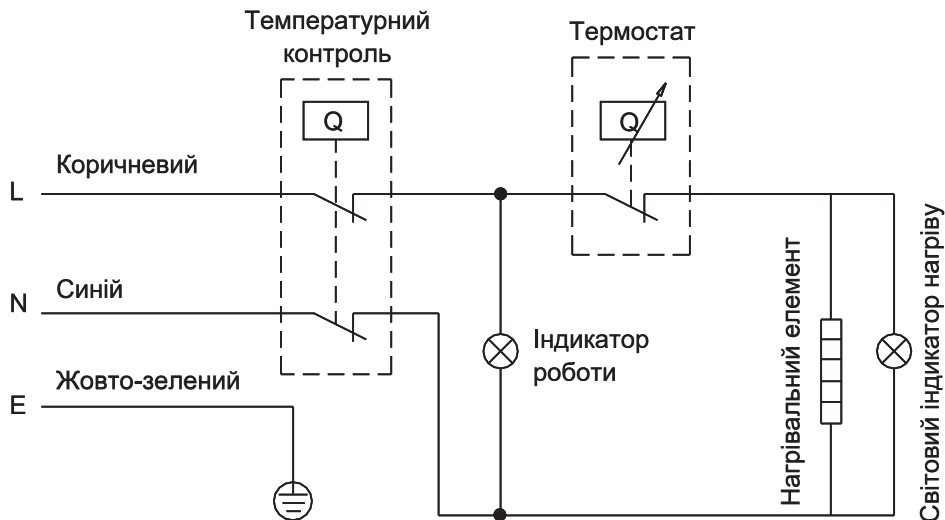 Температурний
контроль
Термостат
Q
Q
Коричневий
L
Синій
N
Індикатор
роботи
Жовто-зелений
E
Нагрівальний елемент
Світовий індикатор нагріву